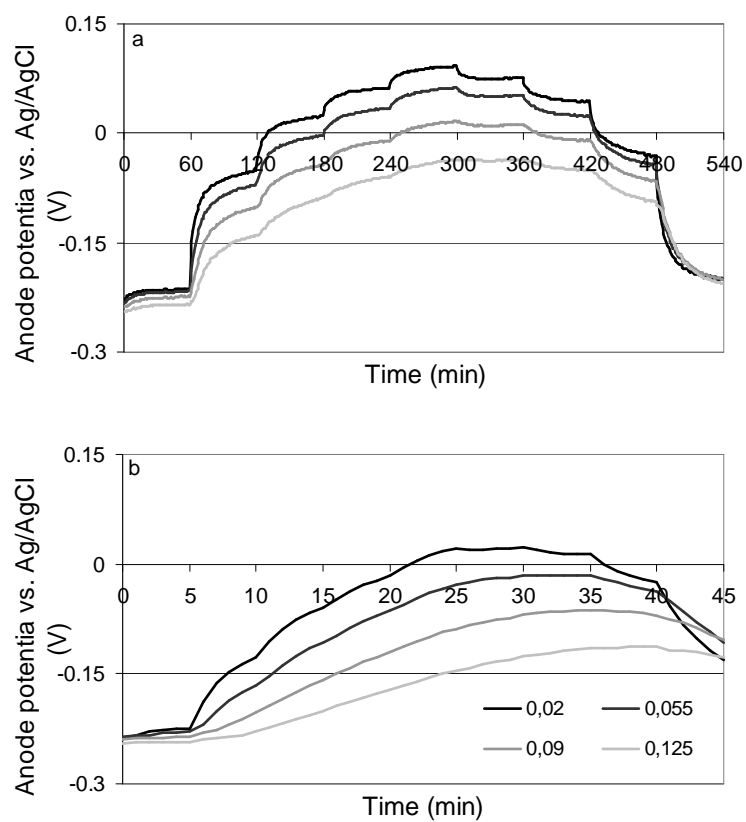 a
0.15
0
-0.15
-0.3
0 60 120 180 240 300 360 420 480 540
Anode potentia vs. Ag/AgCl
(V)
Time (min)
b
0.15
0
-0.15
-0.3
0 5 10 15 20 25 30 35 40 45
Anode potentia vs. Ag/AgCl
(V)
0,02 0,055
0,09 0,125
Time (min)